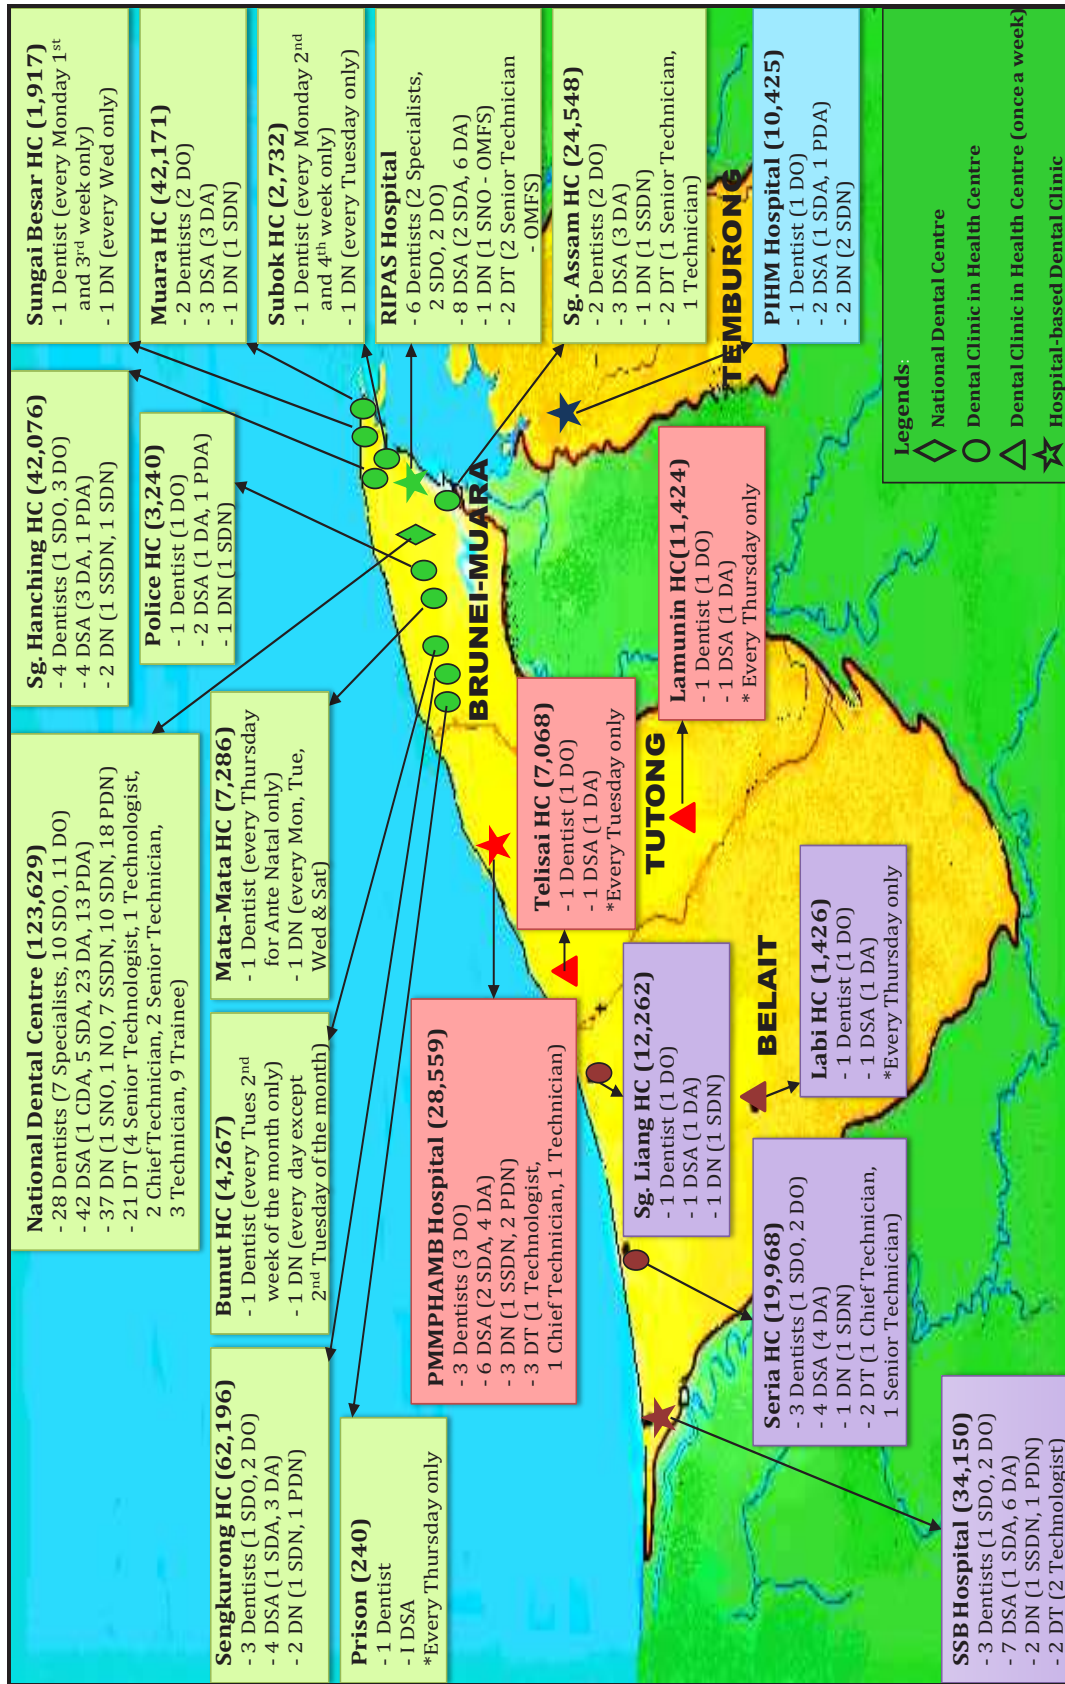 Sengkurong HC (62,196)
- 3 Dentists (1 SDO, 2 DO)
- 4 DSA (1 SDA, 3 DA)
- 2 DN (1 SDN, 1 PDN)
Prison (240)
- 1 Dentist
- I DSA
*Every Thursday only
National Dental Centre (123,629)
- 28 Dentists (7 Specialists, 10 SDO, 11 DO)
- 42 DSA (1 CDA, 5 SDA, 23 DA, 13 PDA)
- 37 DN (1 SNO, 1 NO, 7 SSDN, 10 SDN, 18 PDN)
- 21 DT (4 Senior Technologist, 1 Technologist,
2 Chief Technician, 2 Senior Technician,
3 Technician, 9 Trainee)
Bunut HC (4,267)
- 1 Dentist (every Tues 2nd
week of the month only)
- 1 DN (every day except
2nd Tuesday of the month)
Mata-Mata HC (7,286)
- 1 Dentist (every Thursday
for Ante Natal only)
- 1 DN (every Mon, Tue,
Wed & Sat)
Sg. Hanching HC (42,076)
- 4 Dentists (1 SDO, 3 DO)
- 4 DSA (3 DA, 1 PDA)
- 2 DN (1 SSDN, 1 SDN)
Police HC (3,240)
- 1 Dentist (1 DO)
- 2 DSA (1 DA, 1 PDA)
- 1 DN (1 SDN)
Sungai Besar HC (1,917)
- 1 Dentist (every Monday 1st
and 3rd week only)
- 1 DN (every Wed only)
Muara HC (42,171)
- 2 Dentists (2 DO)
- 3 DSA (3 DA)
- 1 DN (1 SDN)
Subok HC (2,732)
- 1 Dentist (every Monday 2nd
and 4th week only)
- 1 DN (every Tuesday only)
RIPAS Hospital
- 6 Dentists (2 Specialists,
2 SDO, 2 DO)
- 8 DSA (2 SDA, 6 DA)
- 1 DN (1 SNO - OMFS)
- 2 DT (2 Senior Technician
- OMFS)
Sg. Assam HC (24,548)
- 2 Dentists (2 DO)
- 3 DSA (3 DA)
- 1 DN (1 SSDN)
- 2 DT (1 Senior Technician,
1 Technician)
PIHM Hospital (10,425)
- 1 Dentist (1 DO)
- 2 DSA (1 SDA, 1 PDA)
- 2 DN (2 SDN)
PMMPHAMB Hospital (28,559)
- 3 Dentists (3 DO)
- 6 DSA (2 SDA, 4 DA)
- 3 DN (1 SSDN, 2 PDN)
- 3 DT (1 Technologist,
1 Chief Technician, 1 Technician)
BRUNEI-MUARA
TEMBURONG
Telisai HC (7,068)
- 1 Dentist (1 DO)
- 1 DSA (1 DA)
*Every Tuesday only
TUTONG
Lamunin HC(11,424)
- 1 Dentist (1 DO)
- 1 DSA (1 DA)
* Every Thursday only
Sg. Liang HC (12,262)
- 1 Dentist (1 DO)
- 1 DSA (1 DA)
- 1 DN (1 SDN)
BELAIT
Seria HC (19,968)
- 3 Dentists (1 SDO, 2 DO)
- 4 DSA (4 DA)
- 1 DN (1 SDN)
- 2 DT (1 Chief Technician,
1 Senior Technician)
Labi HC (1,426)
- 1 Dentist (1 DO)
- 1 DSA (1 DA)
*Every Thursday only
SSB Hospital (34,150)
- 3 Dentists (1 SDO, 2 DO)
- 7 DSA (1 SDA, 6 DA)
- 2 DN (1 SSDN, 1 PDN)
- 2 DT (2 Technologist)
Legends:
National Dental Centre
Dental Clinic in Health Centre
Dental Clinic in Health Centre (once a week)
Hospital-based Dental Clinic